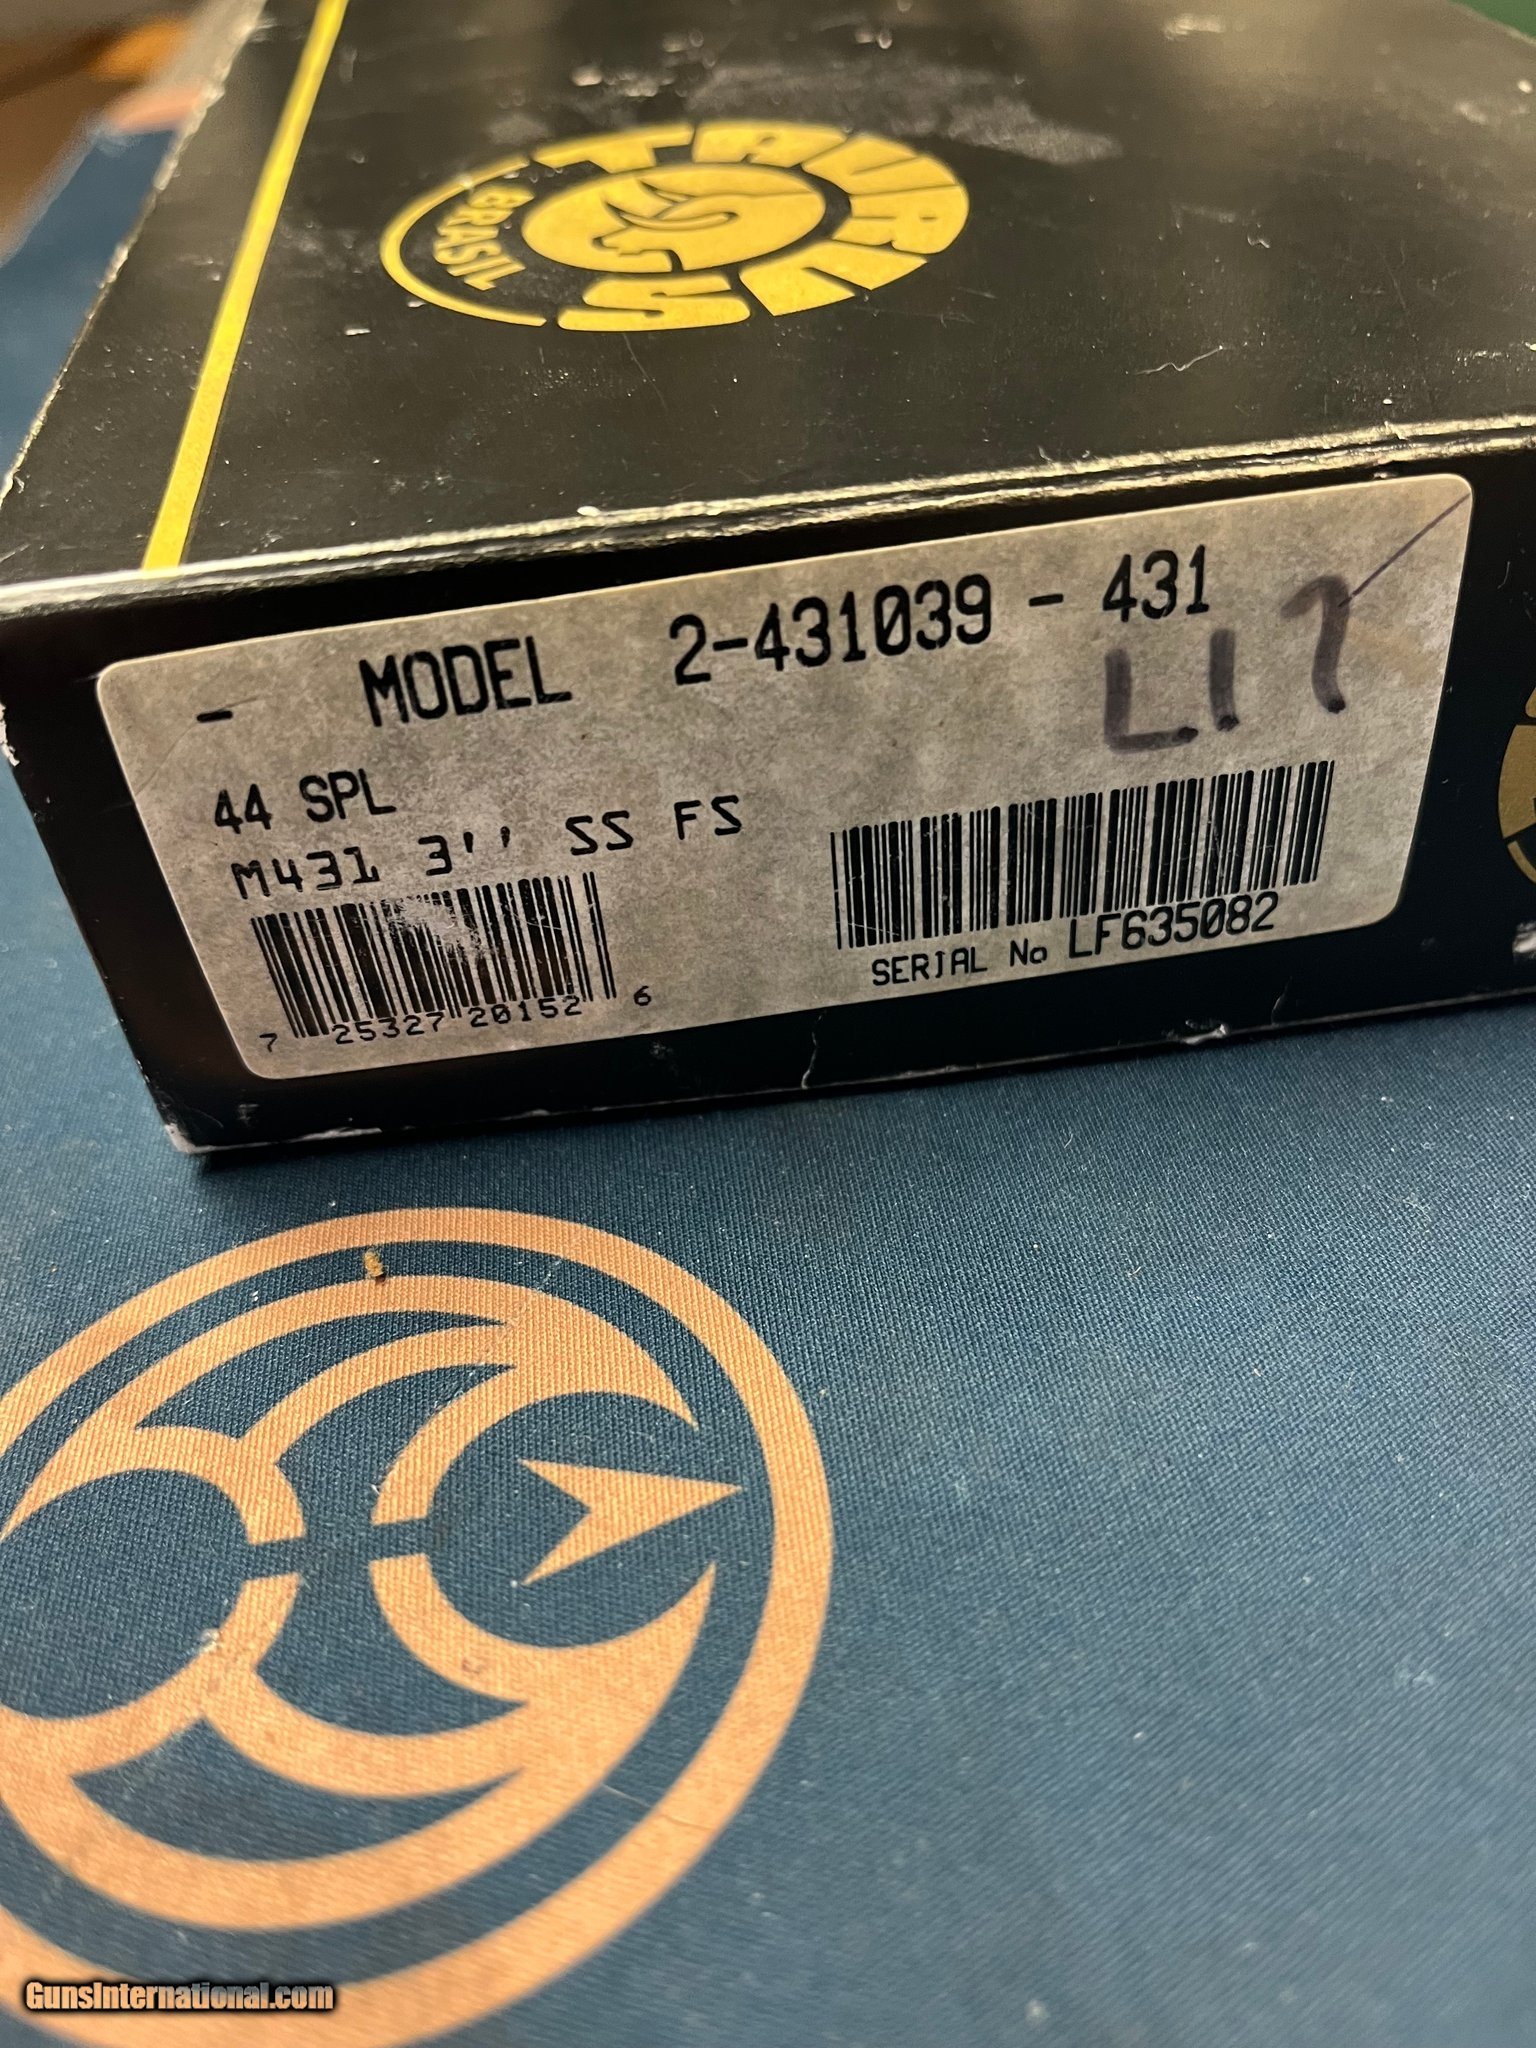 TAURUS
BRASIL
- MODEL 2-431039 - 431
LI7
44 SPL
M431 3'' SS FS
7 25327 20152 6
SERIAL No LF635082
GunsInternational.com